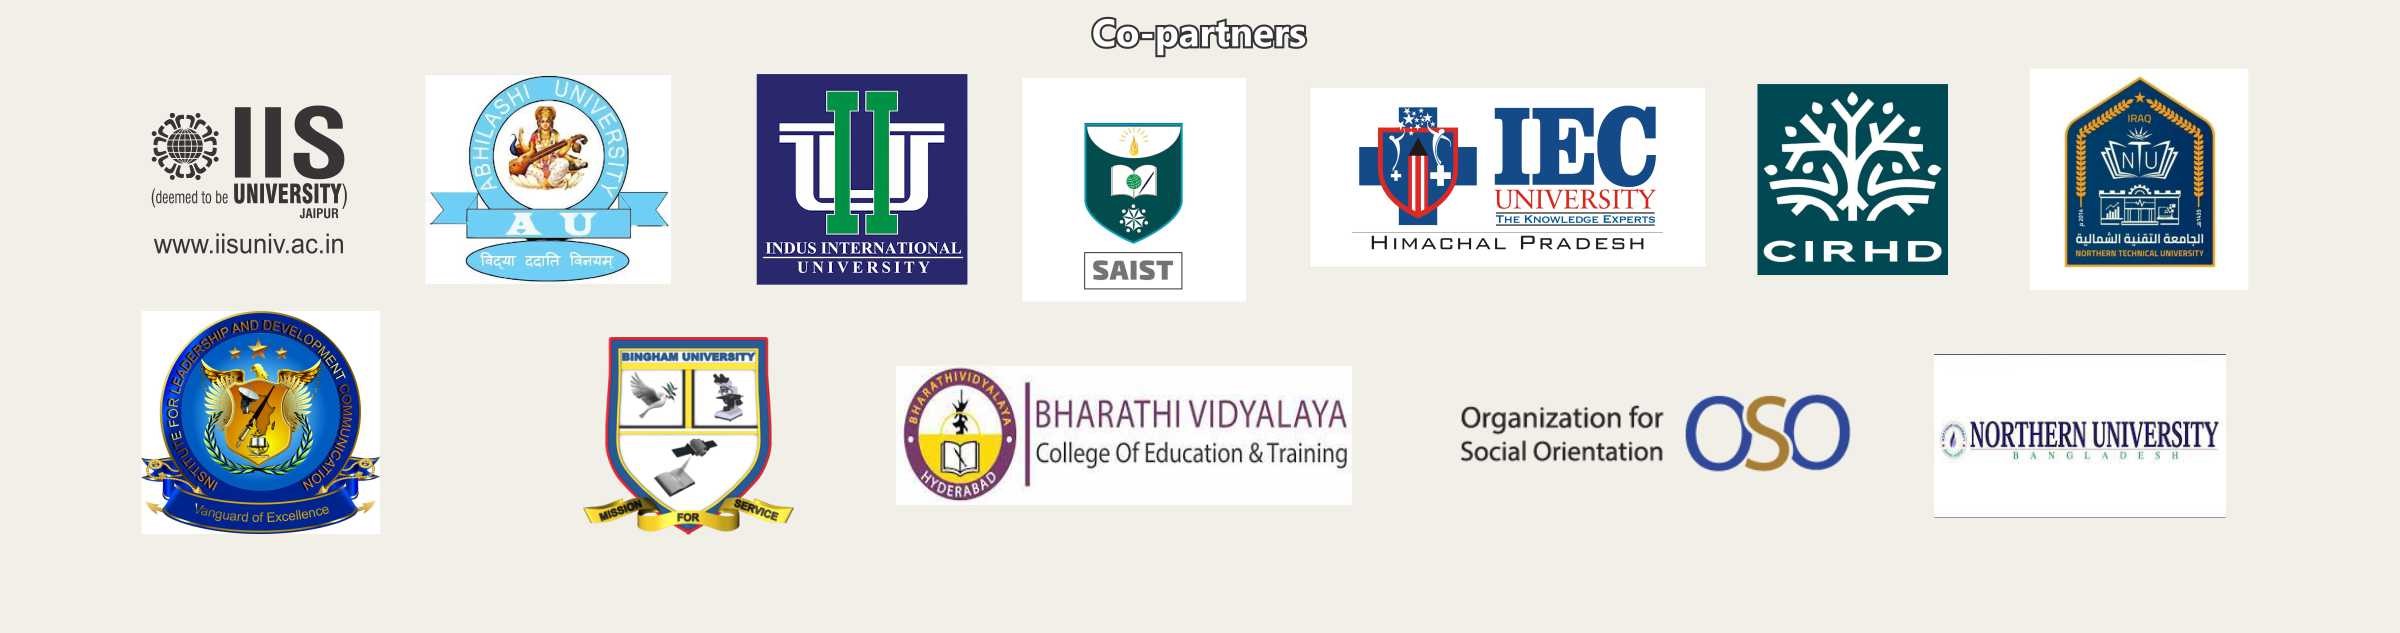 Co-partners
IIS
(deemed to be UNIVERSITY)
JAIPUR
www.iisuniv.ac.in
ABHILASHI UNIVERSITY
AU
विद्या ददाति विनयम्
INDUS INTERNATIONAL
UNIVERSITY
SAIST
IEC
UNIVERSITY
THE KNOWLEDGE EXPERTS
HIMACHAL PRADESH
CIRHD
IRAQ
NTU
الجامعة التقنية الشمالية
NORTHERN TECHNICAL UNIVERSITY
INSTITUTE FOR LEADERSHIP AND DEVELOPMENT COMMUNICATION
Vanguard of Excellence
BINGHAM UNIVERSITY
MISSION FOR SERVICE
BHARATHIVIDYALAYA
HYDERABAD
BHARATHI VIDYALAYA
College Of Education & Training
Organization for
Social Orientation
OSO
NORTHERN UNIVERSITY
BANGLADESH